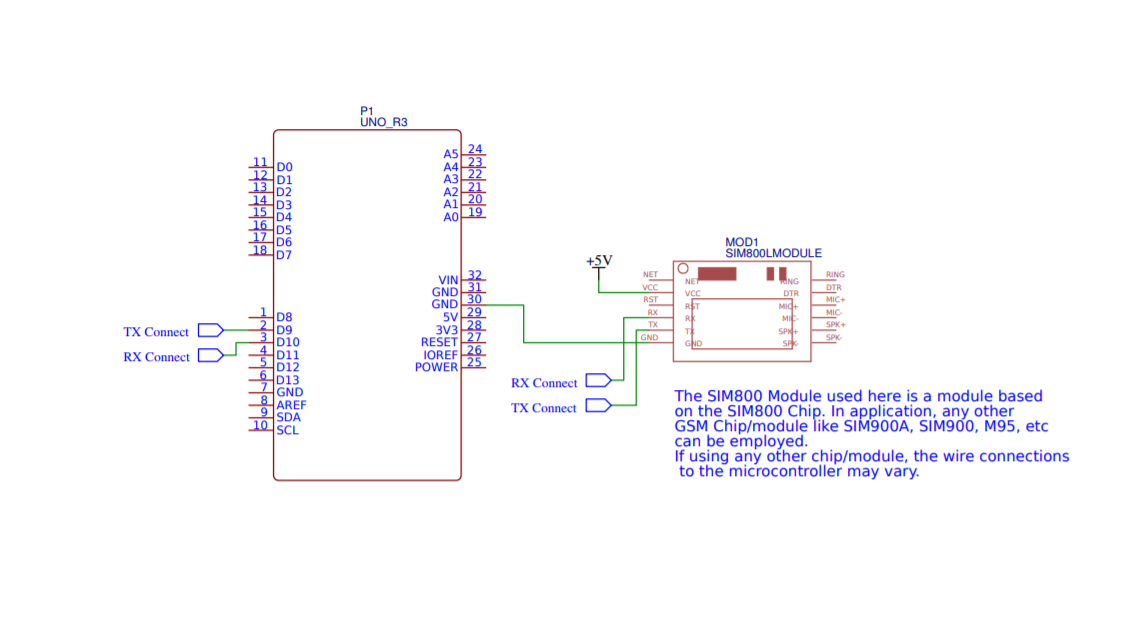 P1
UNO_R3
11 D0
12 D1
13 D2
14 D3
15 D4
16 D5
17 D6
18 D7
1 D8
2 D9
3 D10
4 D11
5 D12
6 D13
7 GND
8 AREF
9 SDA
10 SCL
TX Connect
RX Connect
A5 24
A4 23
A3 22
A2 21
A1 20
A0 19
VIN 32
GND 31
GND 30
5V 29
3V3 28
RESET 27
IOREF 26
POWER 25
+5V
RX Connect
TX Connect
MOD1
SIM800LMODULE
NET NET
VCC VCC
RST RST
RX RX
TX TX
GND GND
RING RING
DTR DTR
MIC+ MIC+
MIC- MIC-
SPK+ SPK+
SPK- SPK-
The SIM800 Module used here is a module based
on the SIM800 Chip. In application, any other
GSM Chip/module like SIM900A, SIM900, M95, etc
can be employed.
If using any other chip/module, the wire connections
to the microcontroller may vary.